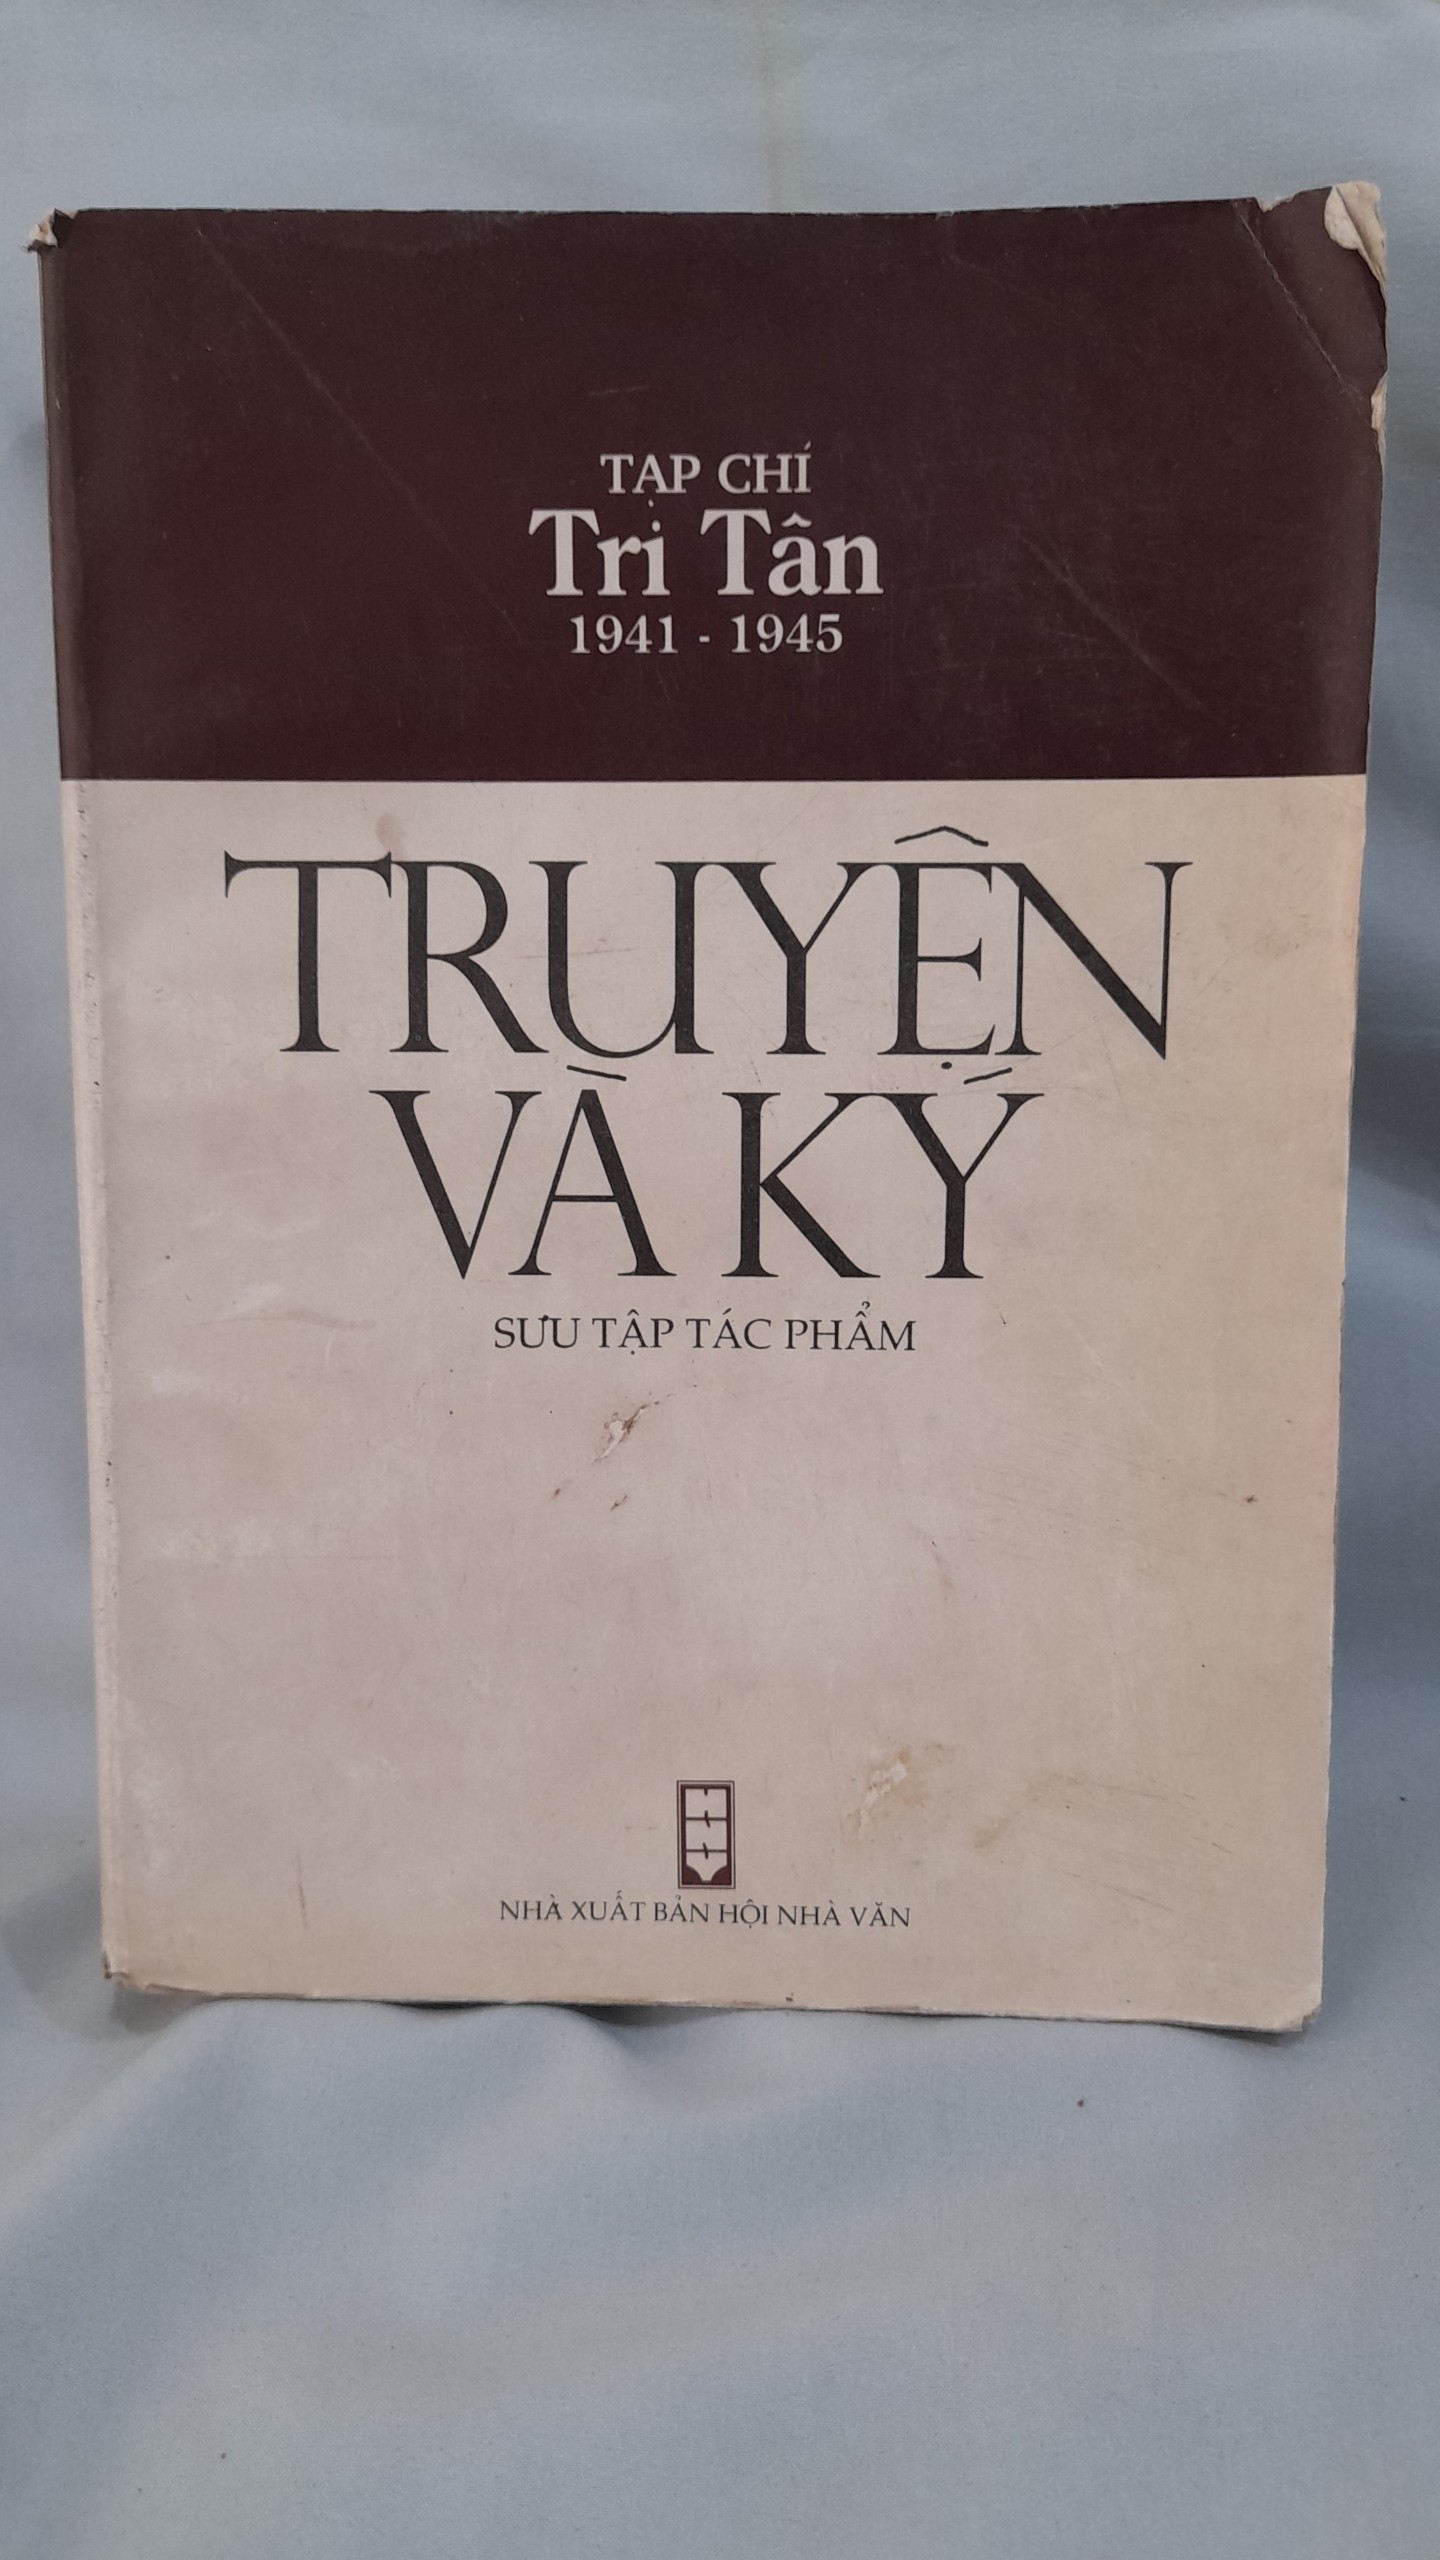 TẠP CHÍ
Tri Tân
1941 - 1945
TRUYỆN
VÀ KÝ
SƯU TẬP TÁC PHẨM
NHÀ XUẤT BẢN HỘI NHÀ VĂN